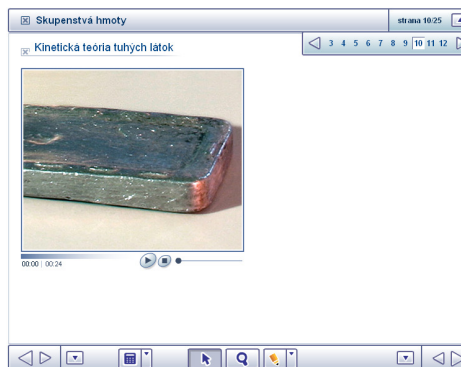 Skupenstvá hmoty
strana 10:25
3 4 5 6 7 8 9 10 11 12
Kinetická teória tuhých látok
00:00 | 00:24